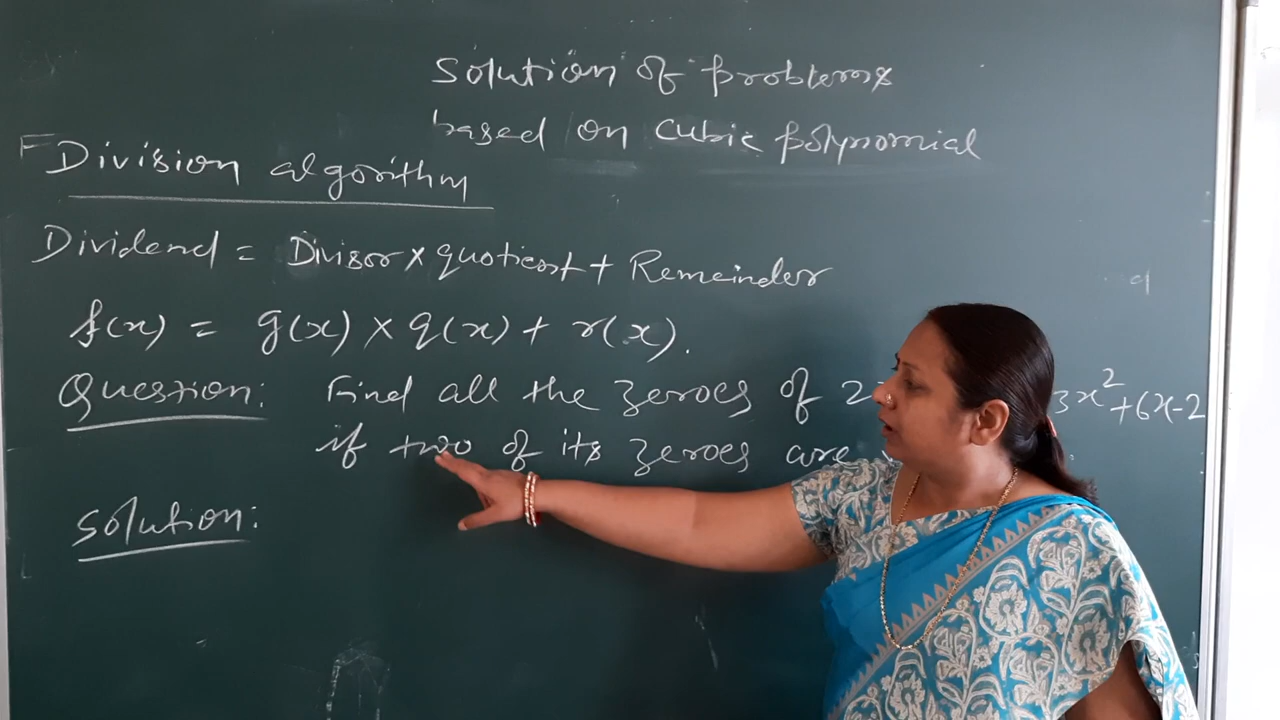 Solution of problems
based on cubic polynomial
Division algorithm
Dividend = Divisor × quotient + Remainder
f(x) = g(x) × q(x) + r(x).
Question: Find all the zeroes of 2 3x²+6x-2
if two of its zeroes are
Solution: